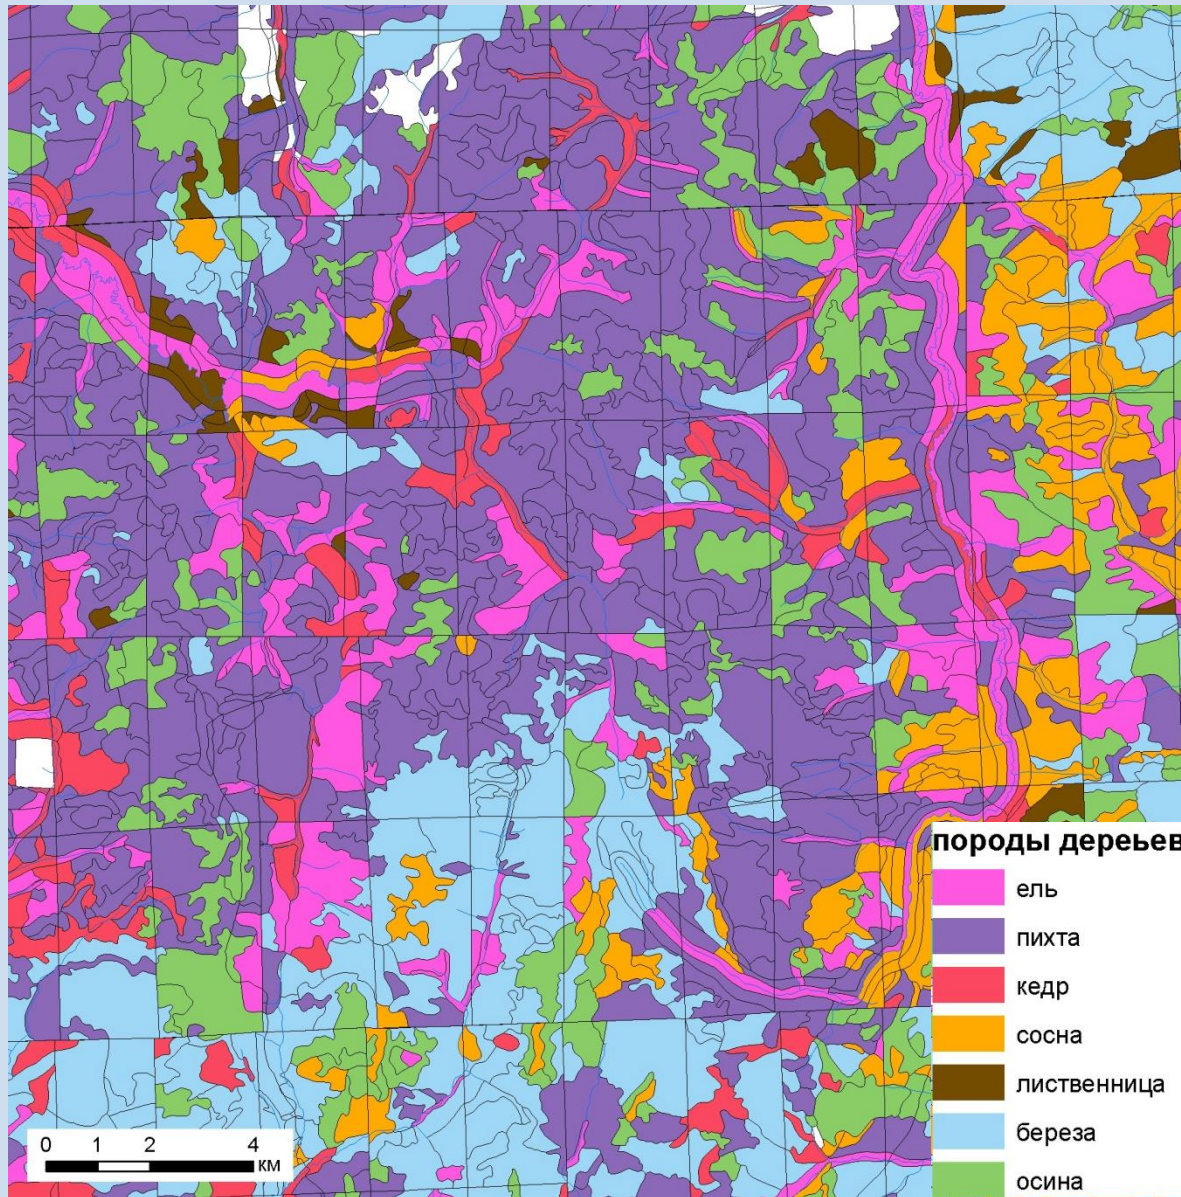 породы дереьев
ель
пихта
кедр
сосна
лиственница
береза
осина
0 1 2 4
км